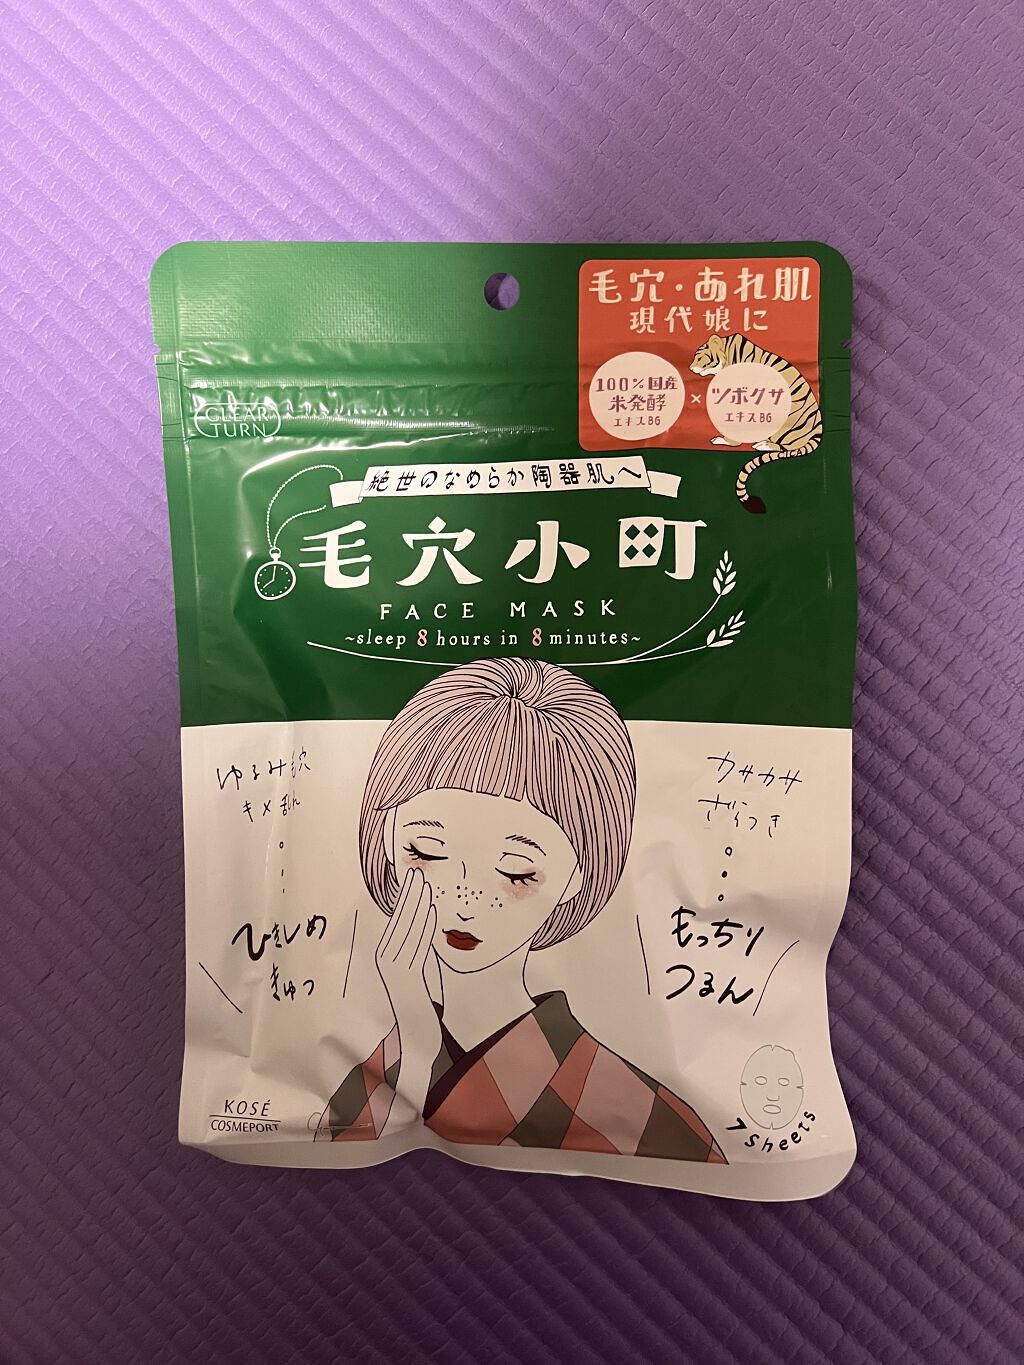 毛穴・あれ肌
現代娘に
100%国産
米発酵
エキスBG
×
ツボクサ
エキスBG
CICA
CLEAR
TURN
絶世のなめらか陶器肌へ
毛穴小町
FACE MASK
~sleep 8 hours in 8 minutes~
ゆるみ毛穴
キメ乱れ
ひきしめ
きゅっ
カサカサ
ざらつき
もっちり
つるん
KOSÉ
COSMEPORT
7 Sheets